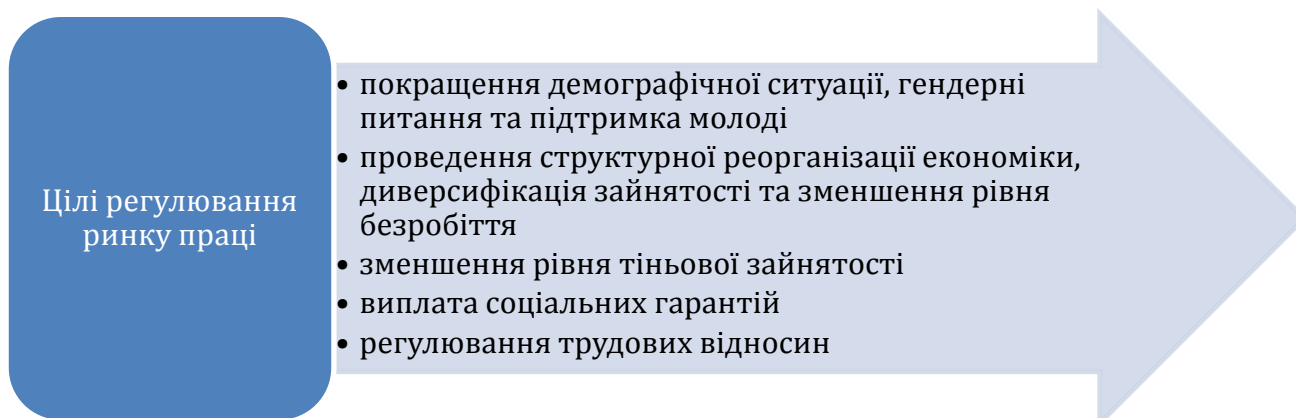 Цілі регулювання
ринку праці
• покращення демографічної ситуації, гендерні
питання та підтримка молоді
• проведення структурної реорганізації економіки,
диверсифікація зайнятості та зменшення рівня
безробіття
• зменшення рівня тіньової зайнятості
• виплата соціальних гарантій
• регулювання трудових відносин